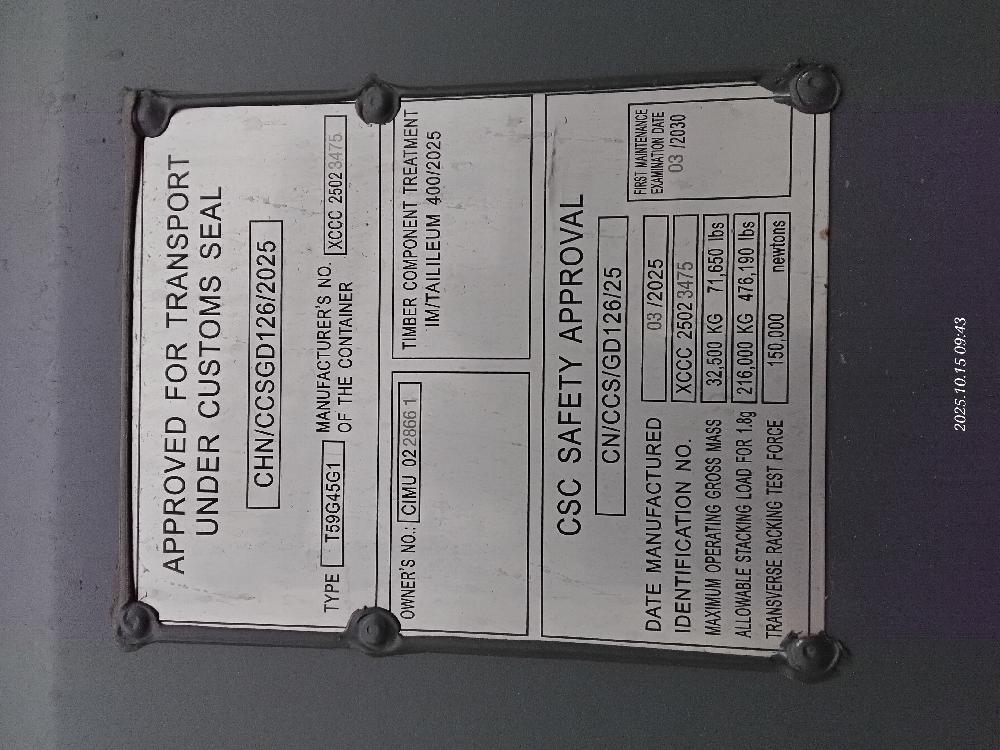 APPROVED FOR TRANSPORT
UNDER CUSTOMS SEAL
CHN/CCSGD126/2025
TYPE T59G45G1 MANUFACTURER'S NO. OF THE CONTAINER XCCC 2502 3475
OWNER'S NO.: CIMU 02 2866 1
TIMBER COMPONENT TREATMENT
IM/TAILILEUM 400/2025
CSC SAFETY APPROVAL
CN/CCS/GD126/25
DATE MANUFACTURED 03 /2025
IDENTIFICATION NO. XCCC 2502 3475
MAXIMUM OPERATING GROSS MASS 32,500 KG 71,650 lbs
ALLOWABLE STACKING LOAD FOR 1.8g 216,000 KG 476,190 lbs
TRANSVERSE RACKING TEST FORCE 150,000 newtons
FIRST MAINTENANCE
EXAMINATION DATE
03 /2030
2025.10.15 09:43